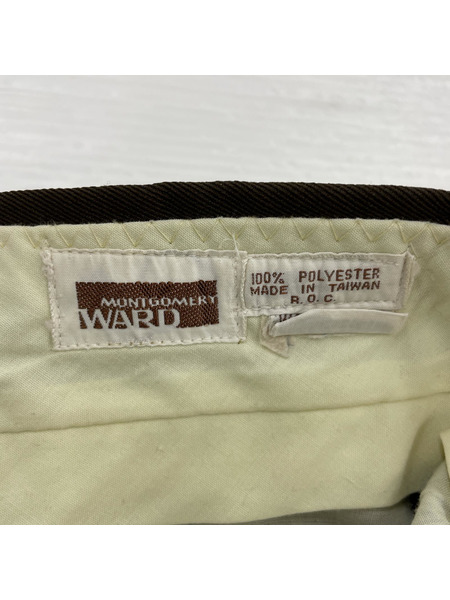 MONTGOMERY
WARD
100% POLYESTER
MADE IN TAIWAN
R.O.C.